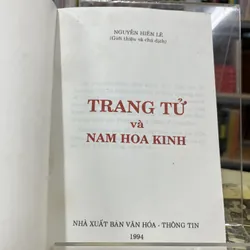 NGUYỄN HIẾN LÊ
(Giới thiệu và chú dịch)
TRANG TỬ
và
NAM HOA KINH
NHÀ XUẤT BẢN VĂN HÓA - THÔNG TIN
1994